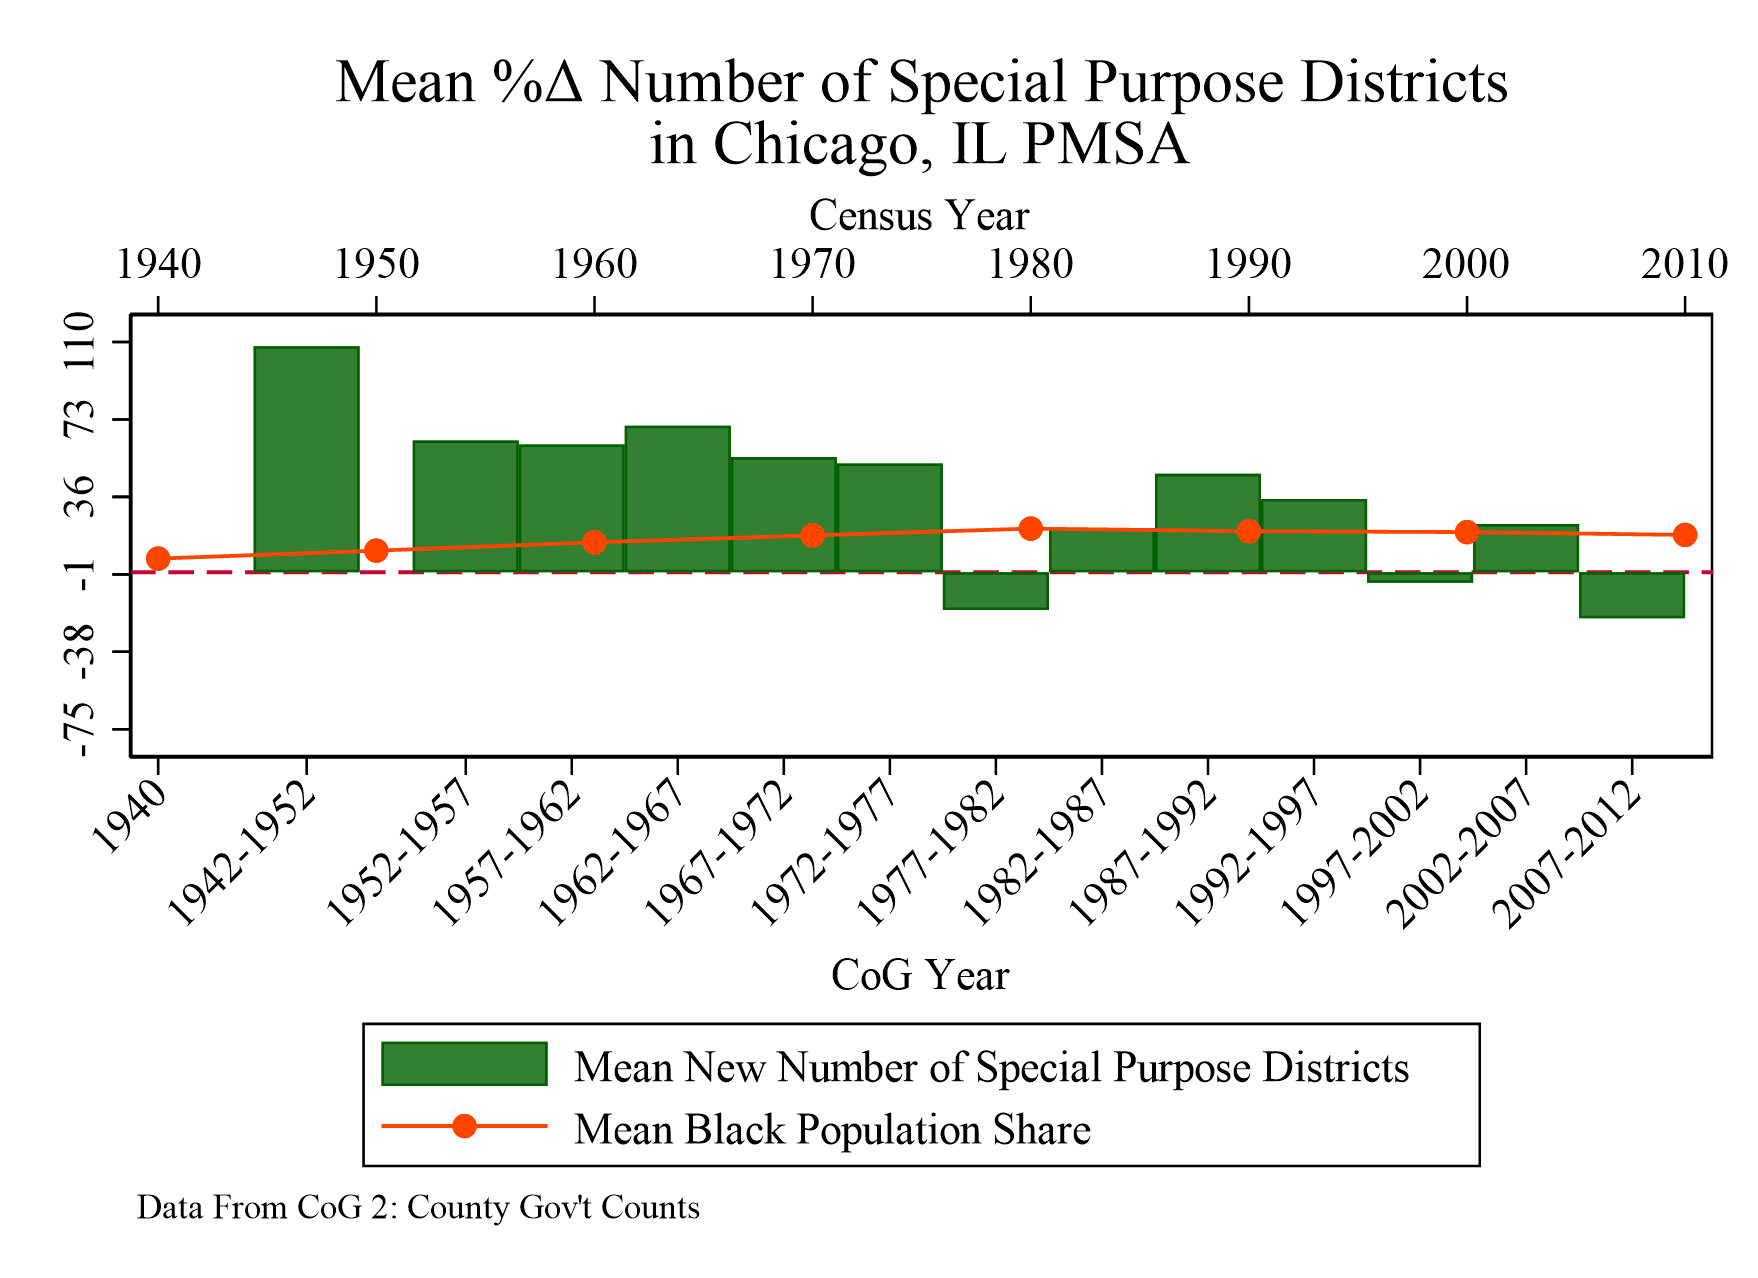 Mean %Δ Number of Special Purpose Districts
in Chicago, IL PMSA
Census Year
1940 1950 1960 1970 1980 1990 2000 2010
110
73
36
-1
-38
-75
1940 1942-1952 1952-1957 1957-1962 1962-1967 1967-1972 1972-1977 1977-1982 1982-1987 1987-1992 1992-1997 1997-2002 2002-2007 2007-2012
CoG Year
Mean New Number of Special Purpose Districts
Mean Black Population Share
Data From CoG 2: County Gov't Counts